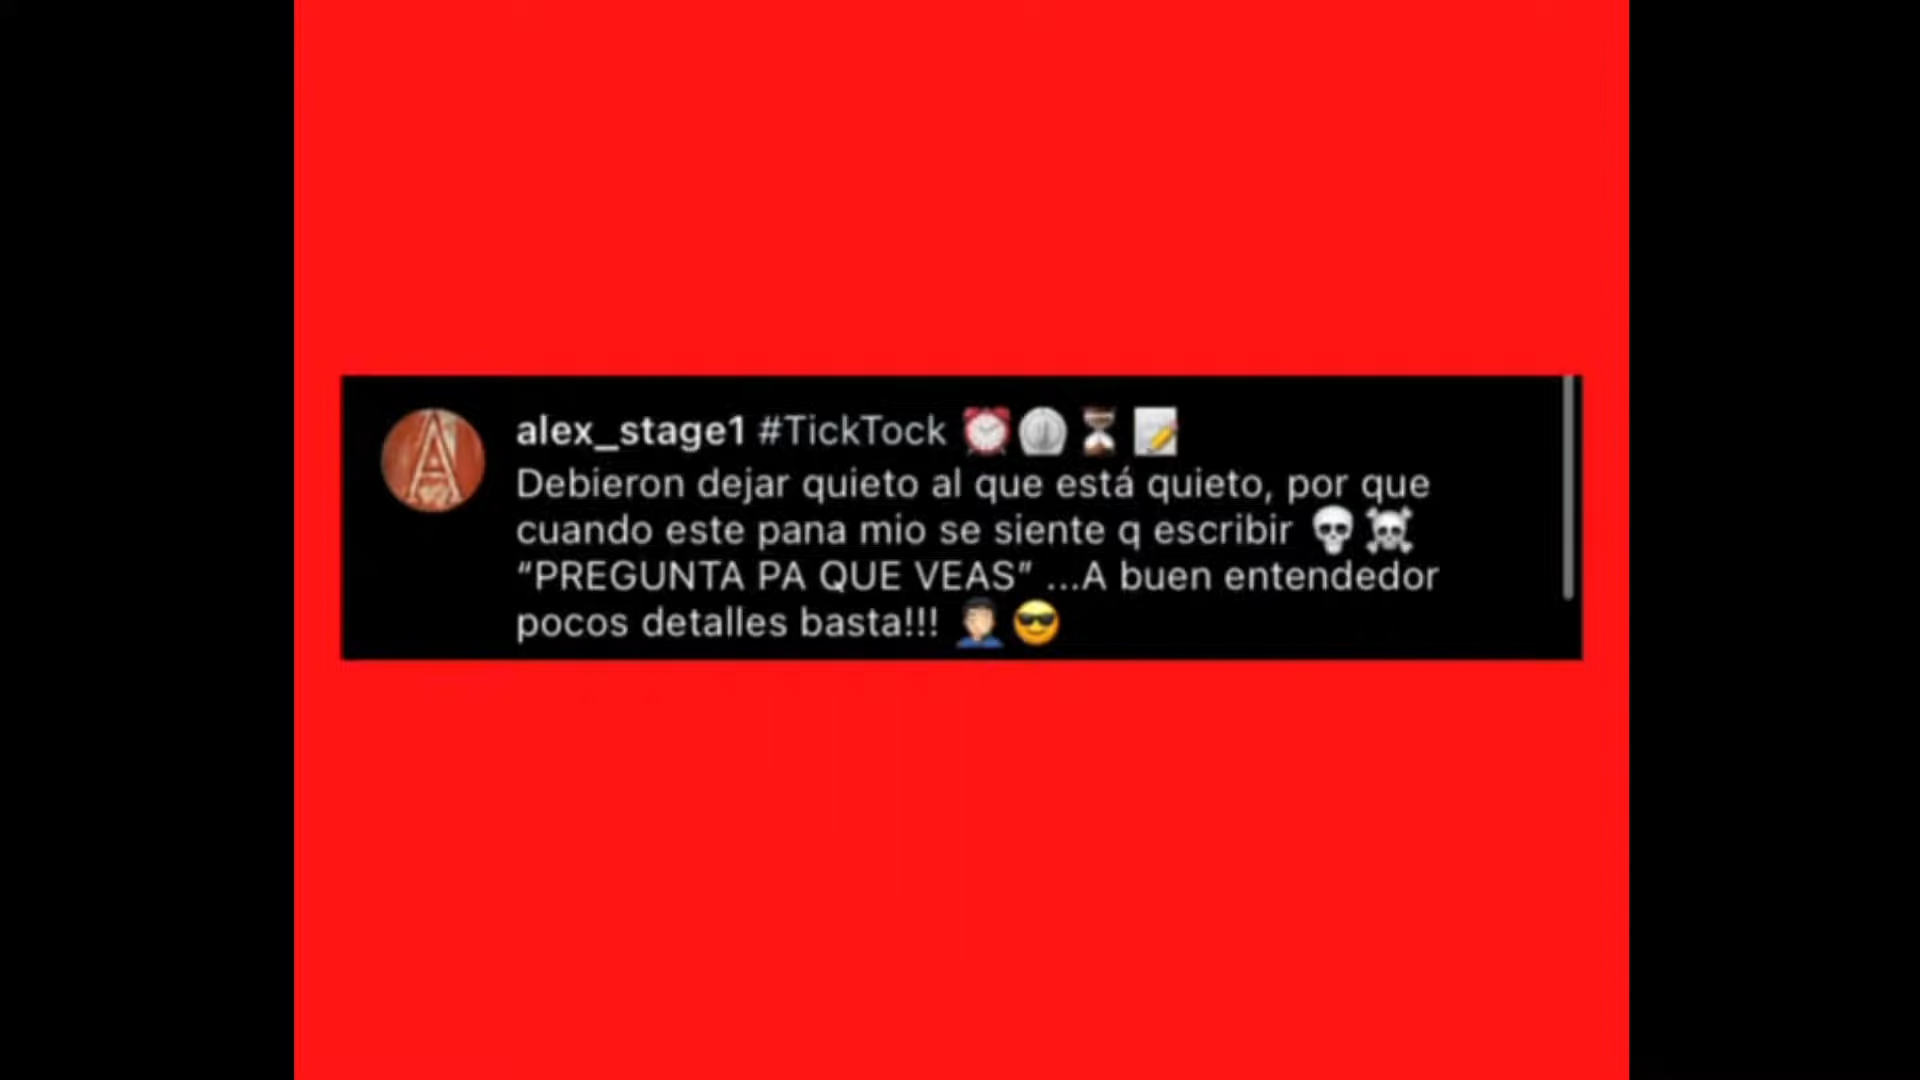 alex_stage1 #TickTock ⏰⏲️⏳📝
Debieron dejar quieto al que está quieto, por que
cuando este pana mio se siente q escribir 💀☠️
“PREGUNTA PA QUE VEAS” ...A buen entendedor
pocos detalles basta!!! 🤦🏻‍♂️😎